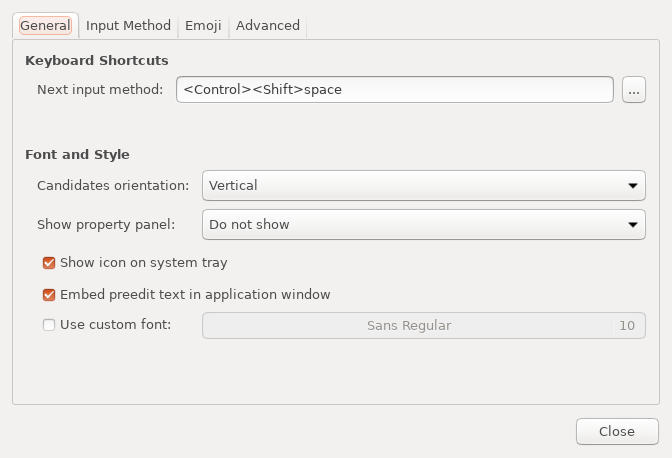 General Input Method Emoji Advanced
Keyboard Shortcuts
Next input method: <Control><Shift>space ...
Font and Style
Candidates orientation: Vertical
Show property panel: Do not show
Show icon on system tray
Embed preedit text in application window
Use custom font: Sans Regular 10
Close